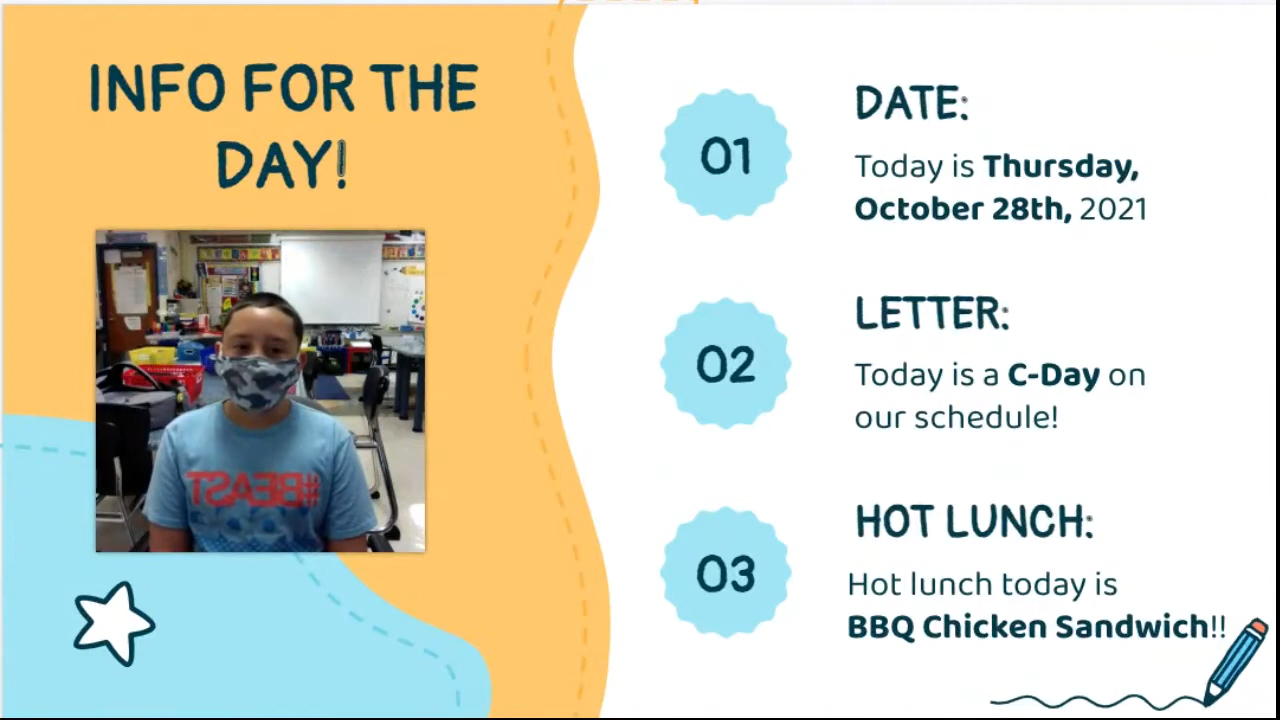 INFO FOR THE
DAY!
#BEAST
01
DATE:
Today is Thursday,
October 28th, 2021
02
LETTER:
Today is a C-Day on
our schedule!
03
HOT LUNCH:
Hot lunch today is
BBQ Chicken Sandwich!!